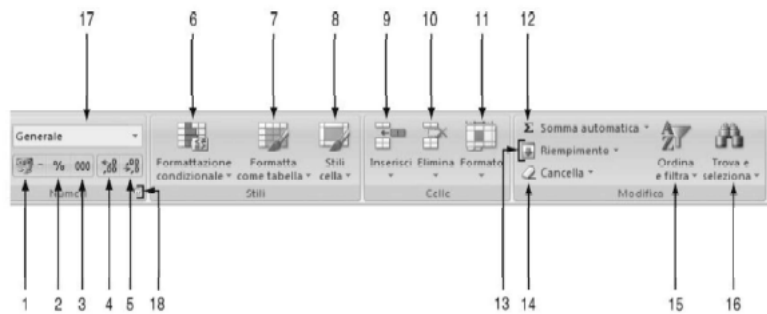 17 6 7 8 9 10 11 12
Generale
% 000
Formattazione condizionale
Formatta come tabella
Stili cella
Inserisci
Elimina
Formato
Σ Somma automatica
Riempimento
Cancella
Ordina e filtra
Trova e seleziona
Numeri
Stili
Celle
Modifica
13
1 2 3 4 5 18 14 15 16